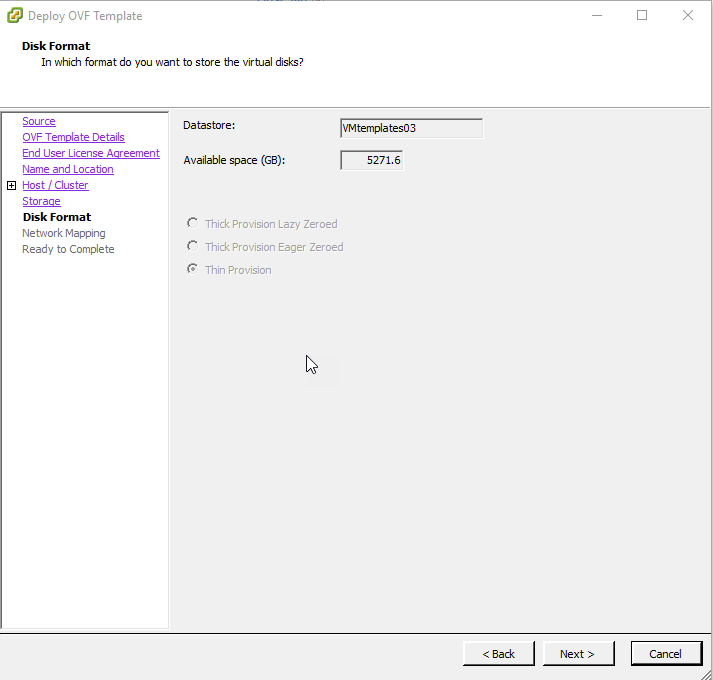 Deploy OVF Template
Disk Format
In which format do you want to store the virtual disks?
Source
OVF Template Details
End User License Agreement
Name and Location
Host / Cluster
Storage
Disk Format
Network Mapping
Ready to Complete
Datastore:
VMtemplates03
Available space (GB):
5271.6
Thick Provision Lazy Zeroed
Thick Provision Eager Zeroed
Thin Provision
< Back
Next >
Cancel